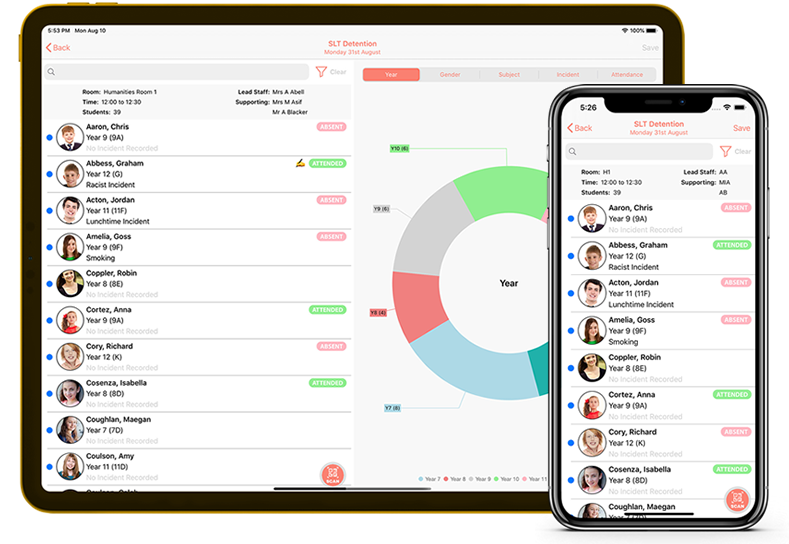 5:53 PM Mon Aug 10
100%
Back
SLT Detention
Monday 31st August
Save
Clear
Room: Humanities Room 1
Lead Staff: Mrs A Abell
Time: 12:00 to 12:30
Supporting: Mrs M Asif
Students: 39
Mr A Blacker
Aaron, Chris
ABSENT
Year 9 (9A)
No Incident Recorded
Abbess, Graham
ATTENDED
Year 12 (G)
Racist Incident
Acton, Jordan
ABSENT
Year 11 (11F)
Lunchtime Incident
Amelia, Goss
ABSENT
Year 9 (9F)
Smoking
Coppler, Robin
Year 8 (8E)
No Incident Recorded
Cortez, Anna
ATTENDED
Year 9 (9A)
No Incident Recorded
Cory, Richard
ABSENT
Year 12 (K)
No Incident Recorded
Cosenza, Isabella
ATTENDED
Year 8 (8D)
No Incident Recorded
Coughlan, Maegan
Year 7 (7D)
No Incident Recorded
Coulson, Amy
Year 11 (11D)
No Incident Recorded
SCAN
Year Gender Subject Incident Attendance
Y10 (6)
Y9 (6)
Y8 (4)
Y7 (8)
Year
Year 7 Year 8 Year 9 Year 10 Year 11
5:26
Back
SLT Detention
Monday 31st August
Save
Clear
Room: H1
Lead Staff: AA
Time: 12:00 to 12:30
Supporting: MIA
Students: 39
AB
Aaron, Chris
ABSENT
Year 9 (9A)
No Incident Recorded
Abbess, Graham
ATTENDED
Year 12 (G)
Racist Incident
Acton, Jordan
ABSENT
Year 11 (11F)
Lunchtime Incident
Amelia, Goss
ABSENT
Year 9 (9F)
Smoking
Coppler, Robin
Year 8 (8E)
No Incident Recorded
Cortez, Anna
ATTENDED
Year 9 (9A)
No Incident Recorded
Cory, Richard
ABSENT
Year 12 (K)
No Incident Recorded
Cosenza, Isabella
ATTENDED
Year 8 (8D)
No Incident Recorded
Coughlan, Maegan
SCAN